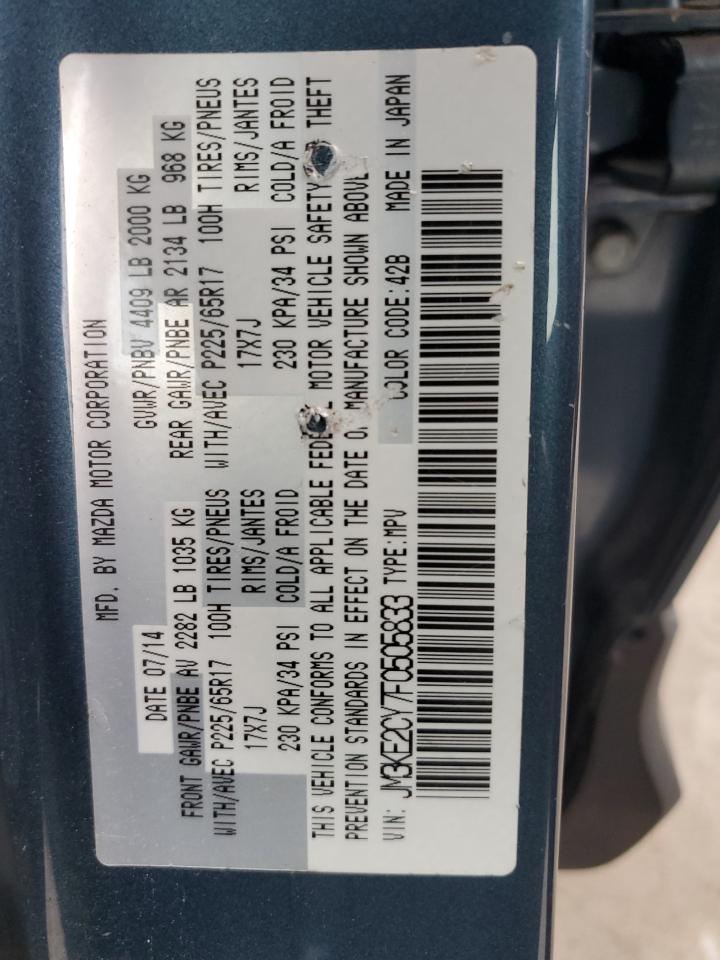 MFD. BY MAZDA MOTOR CORPORATION
DATE 07/14 GVWR/PNBV 4409 LB 2000 KG
FRONT GAWR/PNBE AV 2282 LB 1035 KG REAR GAWR/PNBE AR 2134 LB 968 KG
WITH/AVEC P225/65R17 100H TIRES/PNEUS WITH/AVEC P225/65R17 100H TIRES/PNEUS
17X7J RIMS/JANTES 17X7J RIMS/JANTES
230 KPA/34 PSI COLD/A FROID 230 KPA/34 PSI COLD/A FROID
THIS VEHICLE CONFORMS TO ALL APPLICABLE MOTOR VEHICLE SAFETY THEFT
PREVENTION STANDARDS IN EFFECT ON THE DATE MANUFACTURE SHOWN ABOVE
VIN: JM3KE2CY7F0505833 TYPE:MPV COLOR CODE:42B MADE IN JAPAN